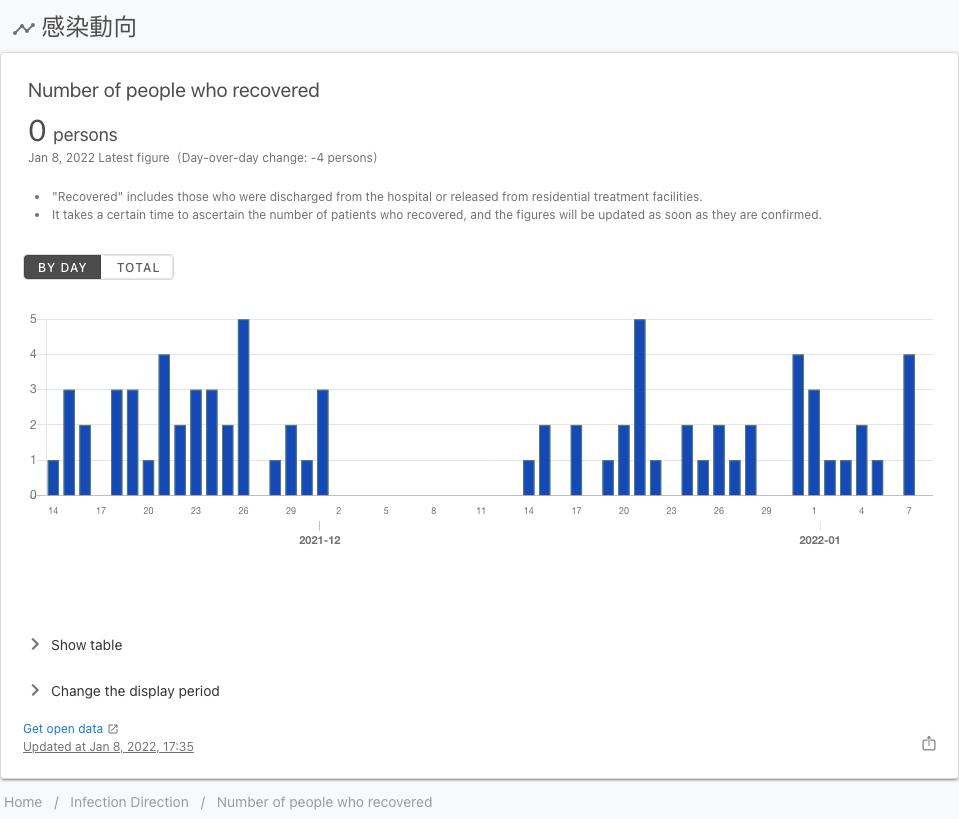 感染動向
Number of people who recovered
0 persons
Jan 8, 2022 Latest figure (Day-over-day change: -4 persons)
• "Recovered" includes those who were discharged from the hospital or released from residential treatment facilities.
• It takes a certain time to ascertain the number of patients who recovered, and the figures will be updated as soon as they are confirmed.
BY DAY TOTAL
5
4
3
2
1
0
14 17 20 23 26 29 2 5 8 11 14 17 20 23 26 29 1 4 7
2021-12 2022-01
Show table
Change the display period
Get open data
Updated at Jan 8, 2022, 17:35
Home / Infection Direction / Number of people who recovered